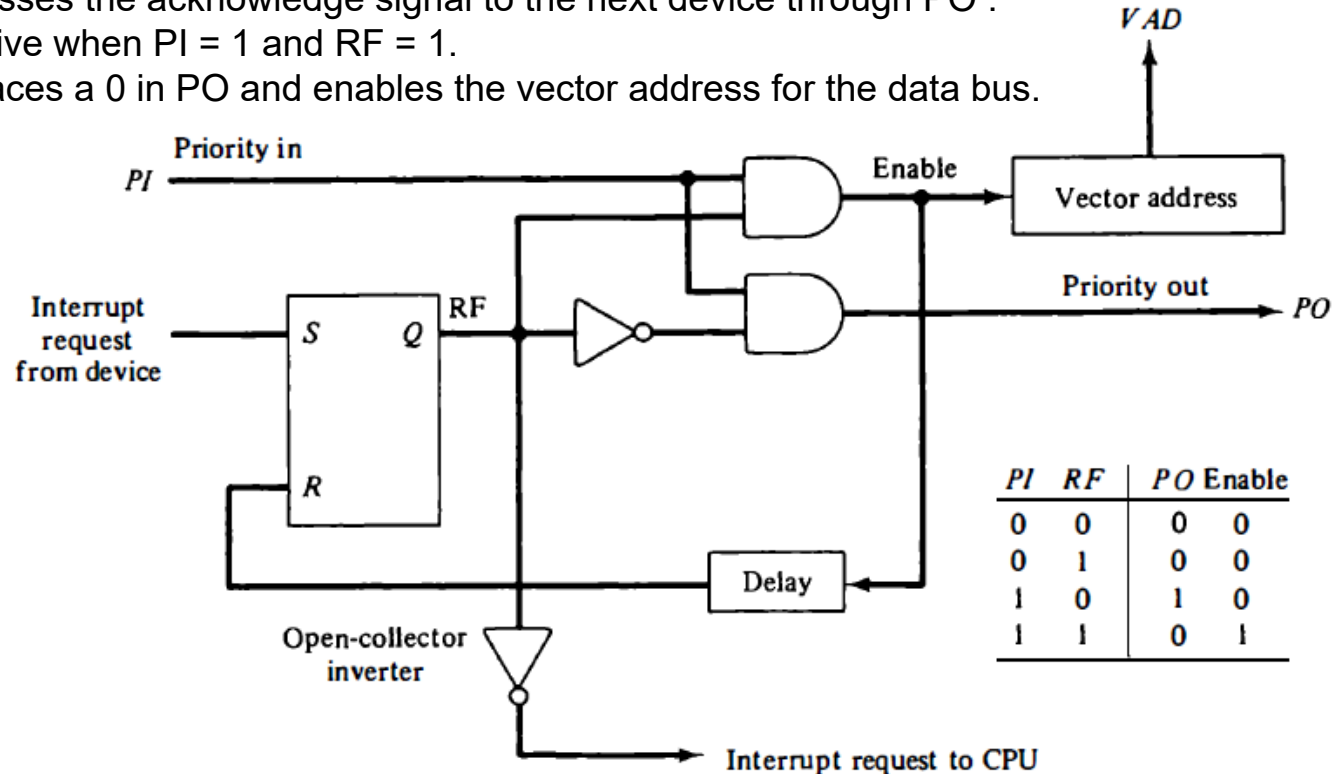 sses the acknowledge signal to the next device through PO .
ive when PI = 1 and RF = 1.
aces a 0 in PO and enables the vector address for the data bus.
VAD
Priority in
PI
Enable
Vector address
Interrupt
request
from device
S
Q
RF
Priority out
PO
R
Delay
PI RF PO Enable
0 0 0 0
0 1 0 0
1 0 1 0
1 1 0 1
Open-collector
inverter
Interrupt request to CPU